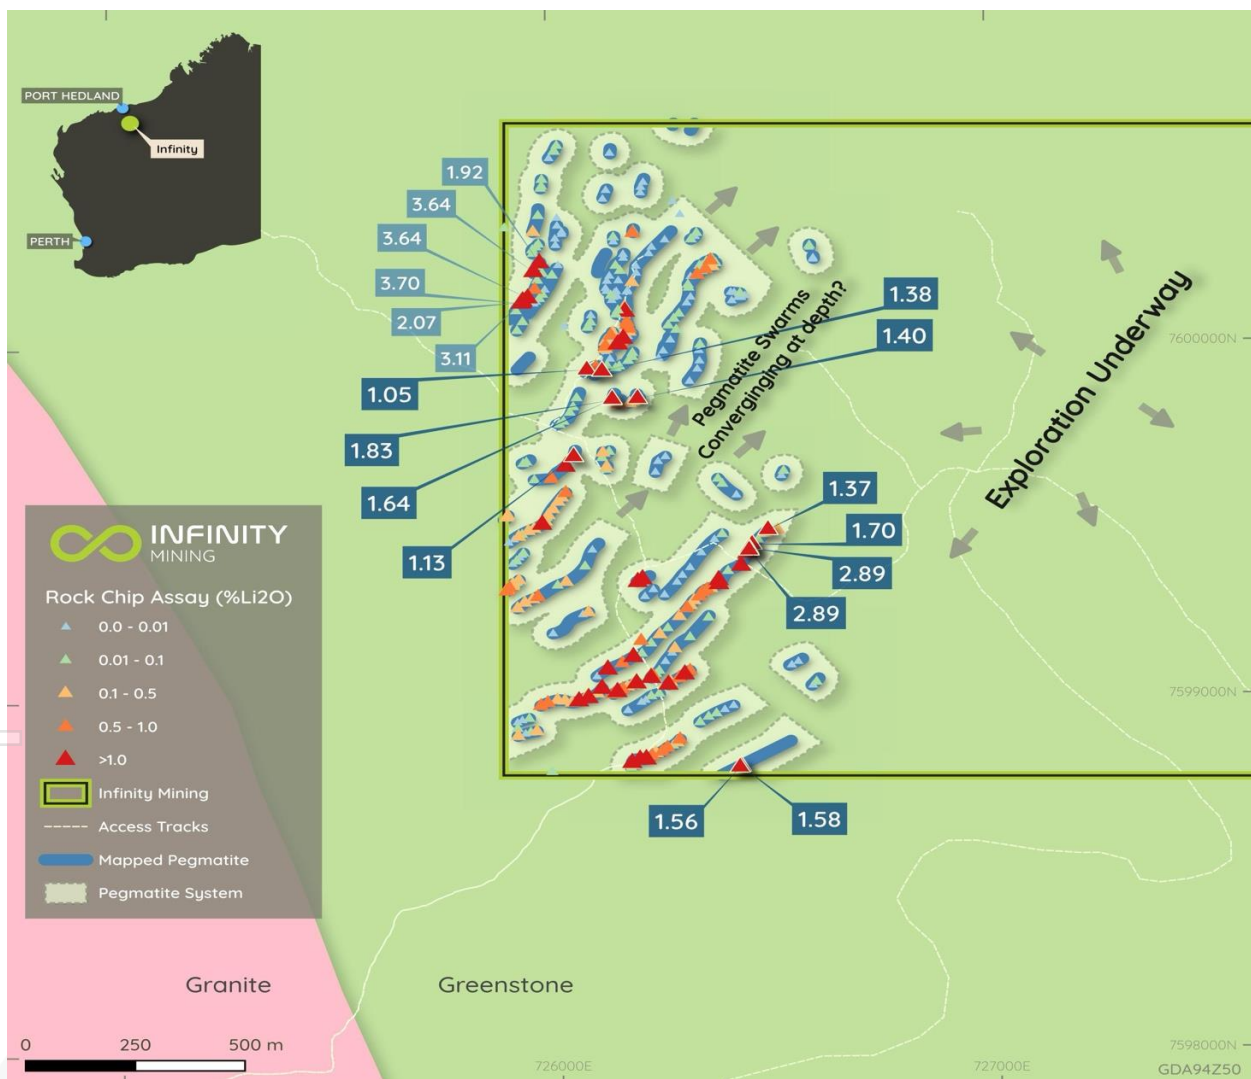 PORT HEDLAND
Infinity
PERTH
1.92
3.64
3.64
3.70
2.07
3.11
1.05
1.83
1.64
1.13
1.38
1.40
Pegmatite Swarms
Converginging at depth?
Exploration Underway
7600000N
1.37
1.70
2.89
2.89
7599000N
1.56
1.58
INFINITY
MINING
Rock Chip Assay (%Li2O)
0.0 - 0.01
0.01 - 0.1
0.1 - 0.5
0.5 - 1.0
>1.0
Infinity Mining
Access Tracks
Mapped Pegmatite
Pegmatite System
Granite
Greenstone
0 250 500 m
726000E
727000E
7598000N
GDA94Z50